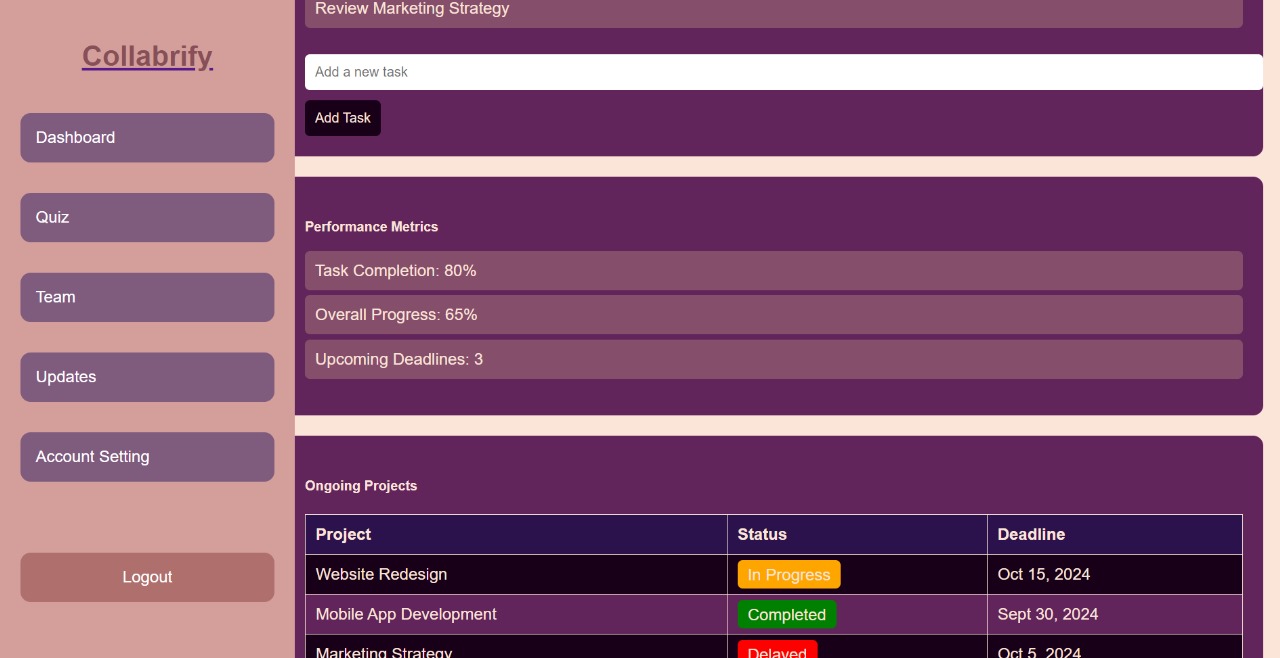 Collabrify
Dashboard
Quiz
Team
Updates
Account Setting
Logout
Review Marketing Strategy
Add a new task
Add Task
Performance Metrics
Task Completion: 80%
Overall Progress: 65%
Upcoming Deadlines: 3
Ongoing Projects
Project Status Deadline
Website Redesign In Progress Oct 15, 2024
Mobile App Development Completed Sept 30, 2024
Marketing Strategy Delayed Oct 5, 2024